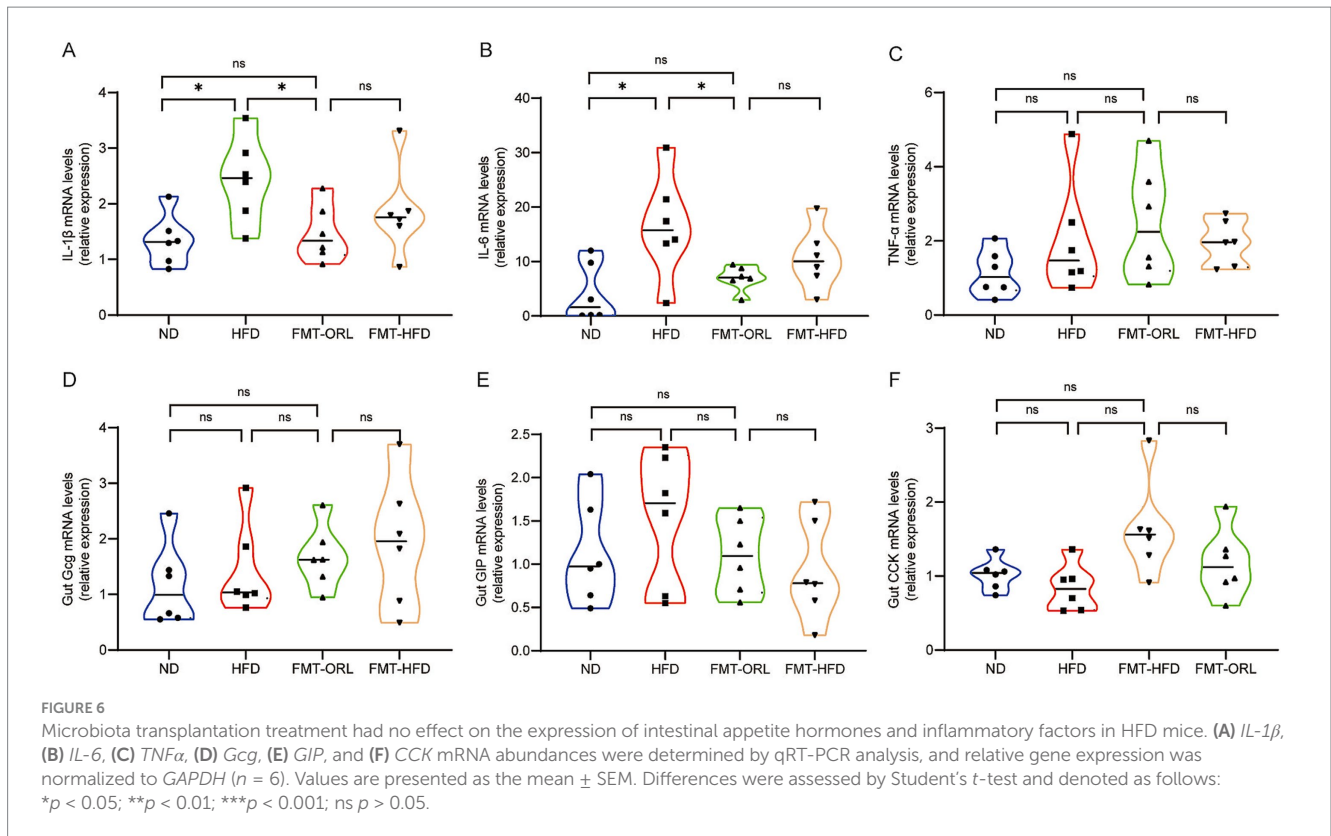 A
ns
*
*
ns
IL-1β mRNA levels
(relative expression)
4
3
2
1
0
ND
HFD
FMT-ORL
FMT-HFD
B
ns
*
*
ns
IL-6 mRNA levels
(relative expression)
40
30
20
10
0
ND
HFD
FMT-ORL
FMT-HFD
C
ns
ns
ns
ns
TNF-α mRNA levels
(relative expression)
6
4
2
0
ND
HFD
FMT-ORL
FMT-HFD
D
ns
ns
ns
ns
Gut Gcg mRNA levels
(relative expression)
4
3
2
1
0
ND
HFD
FMT-ORL
FMT-HFD
E
ns
ns
ns
ns
Gut GIP mRNA levels
(relative expression)
2.5
2.0
1.5
1.0
0.5
0.0
ND
HFD
FMT-ORL
FMT-HFD
F
ns
ns
ns
ns
Gut CCK mRNA levels
(relative expression)
3
2
1
0
ND
HFD
FMT-HFD
FMT-ORL
FIGURE 6
Microbiota transplantation treatment had no effect on the expression of intestinal appetite hormones and inflammatory factors in HFD mice. (A) IL-1β,
(B) IL-6, (C) TNFα, (D) Gcg, (E) GIP, and (F) CCK mRNA abundances were determined by qRT-PCR analysis, and relative gene expression was
normalized to GAPDH (n = 6). Values are presented as the mean ± SEM. Differences were assessed by Student's t-test and denoted as follows:
*p < 0.05; **p < 0.01; ***p < 0.001; ns p > 0.05.